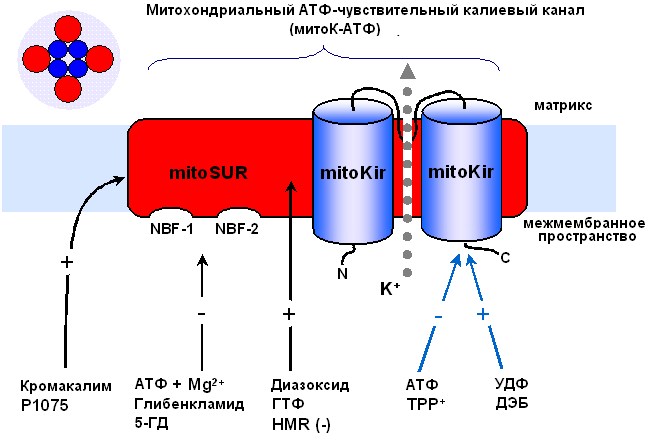 Митохондриальный АТФ-чувствительный калиевый канал
(митоК-АТФ)
матрикс
mitoSUR
mitoKir
mitoKir
NBF-1
NBF-2
межмембранное
пространство
N
C
K⁺
+
-
+
-
+
Кромакалим
P1075
АТФ + Mg²⁺
Глибенкламид
5-ГД
Диазоксид
ГТФ
HMR (-)
АТФ
TPP⁺
УДФ
ДЭБ